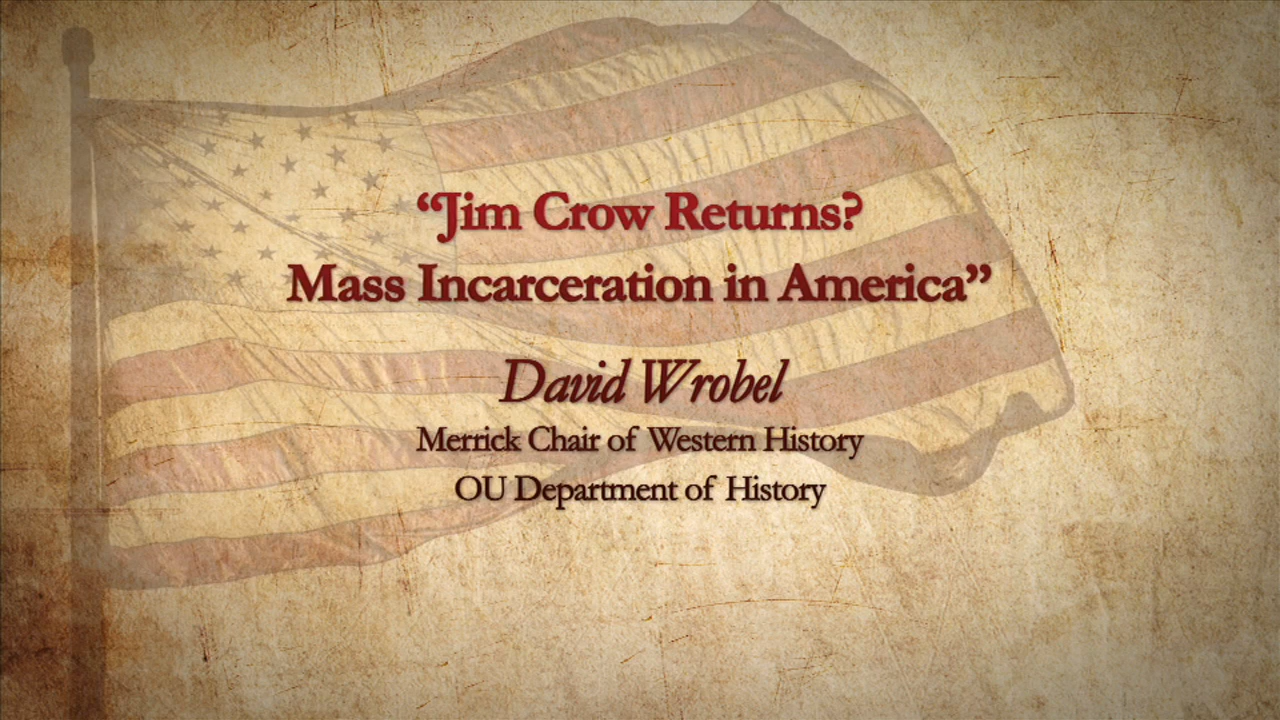 “Jim Crow Returns?
Mass Incarceration in America”
David Wrobel
Merrick Chair of Western History
OU Department of History